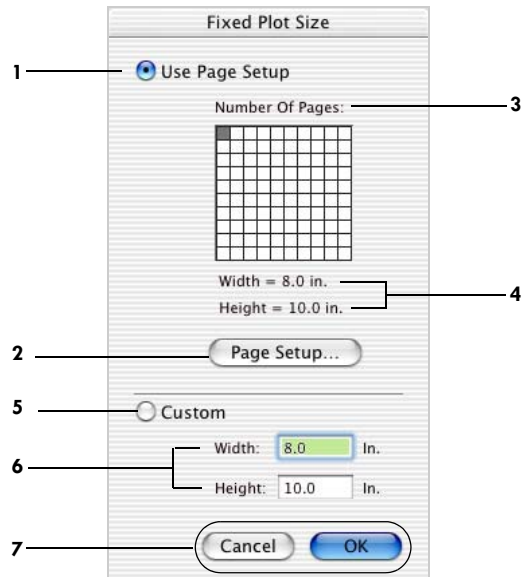 Fixed Plot Size
1 Use Page Setup
Number Of Pages: 3
Width = 8.0 in.
4
Height = 10.0 in.
2 Page Setup...
5 Custom
Width: 8.0 In.
6
Height: 10.0 In.
7 Cancel OK